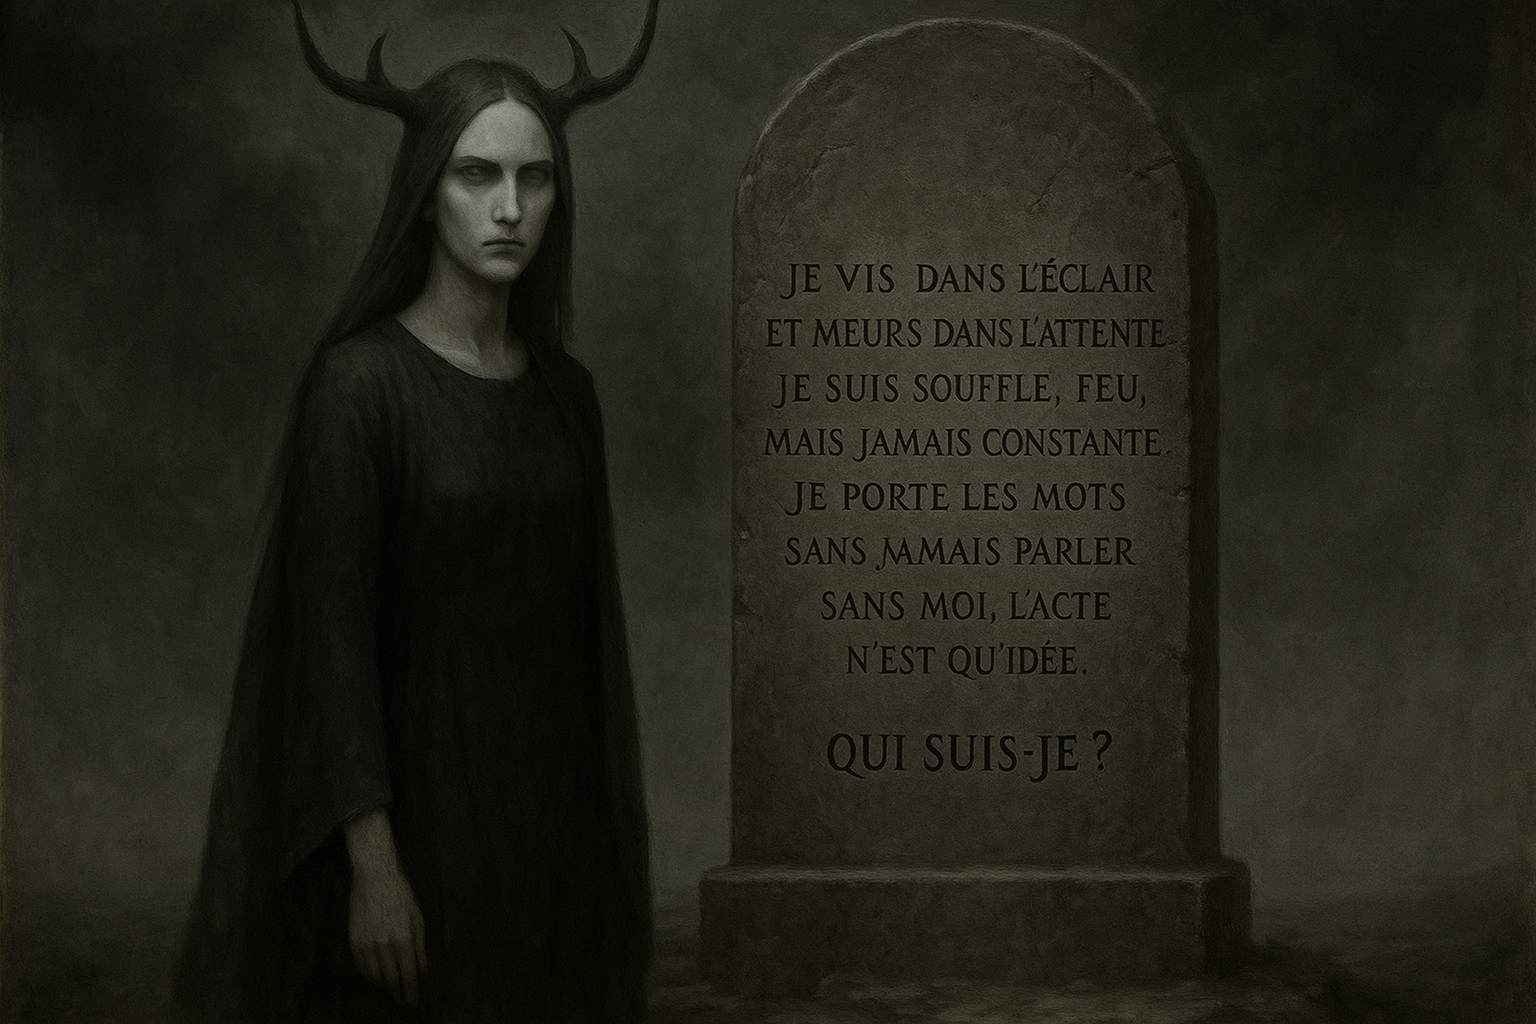 JE VIS DANS L'ÉCLAIR
ET MEURS DANS L'ATTENTE
JE SUIS SOUFFLE, FEU,
MAIS JAMAIS CONSTANTE.
JE PORTE LES MOTS
SANS JAMAIS PARLER
SANS MOI, L'ACTE
N'EST QU'IDÉE.
QUI SUIS-JE ?